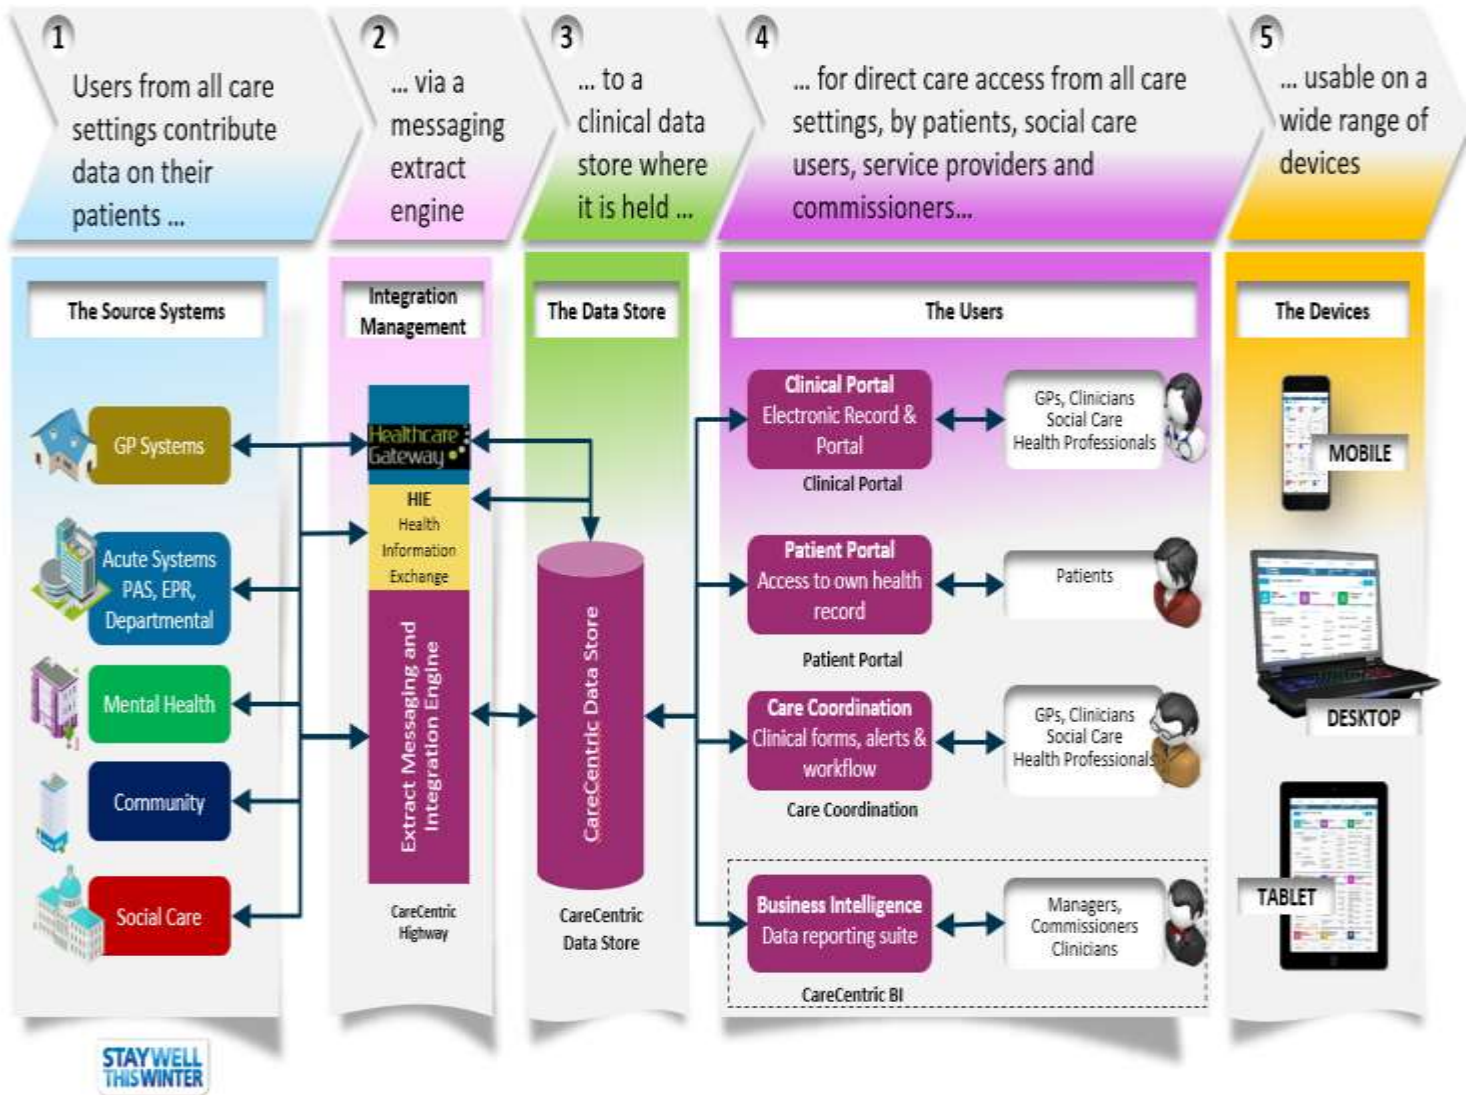 1
Users from all care
settings contribute
data on their
patients ...
2
... via a
messaging
extract
engine
3
... to a
clinical data
store where
it is held ...
4
... for direct care access from all care
settings, by patients, social care
users, service providers and
commissioners...
5
... usable on a
wide range of
devices
The Source Systems
GP Systems
Acute Systems
PAS, EPR,
Departmental
Mental Health
Community
Social Care
Integration
Management
Healthcare
Gateway
HIE
Health
Information
Exchange
Extract Messaging and
Integration Engine
CareCentric
Highway
The Data Store
CareCentric Data Store
CareCentric
Data Store
The Users
Clinical Portal
Electronic Record &
Portal
Clinical Portal
GPs, Clinicians
Social Care
Health Professionals
Patient Portal
Access to own health
record
Patient Portal
Patients
Care Coordination
Clinical forms, alerts &
workflow
Care Coordination
GPs, Clinicians
Social Care
Health Professionals
Business Intelligence
Data reporting suite
CareCentric BI
Managers,
Commissioners
Clinicians
The Devices
MOBILE
DESKTOP
TABLET
STAY WELL
THIS WINTER